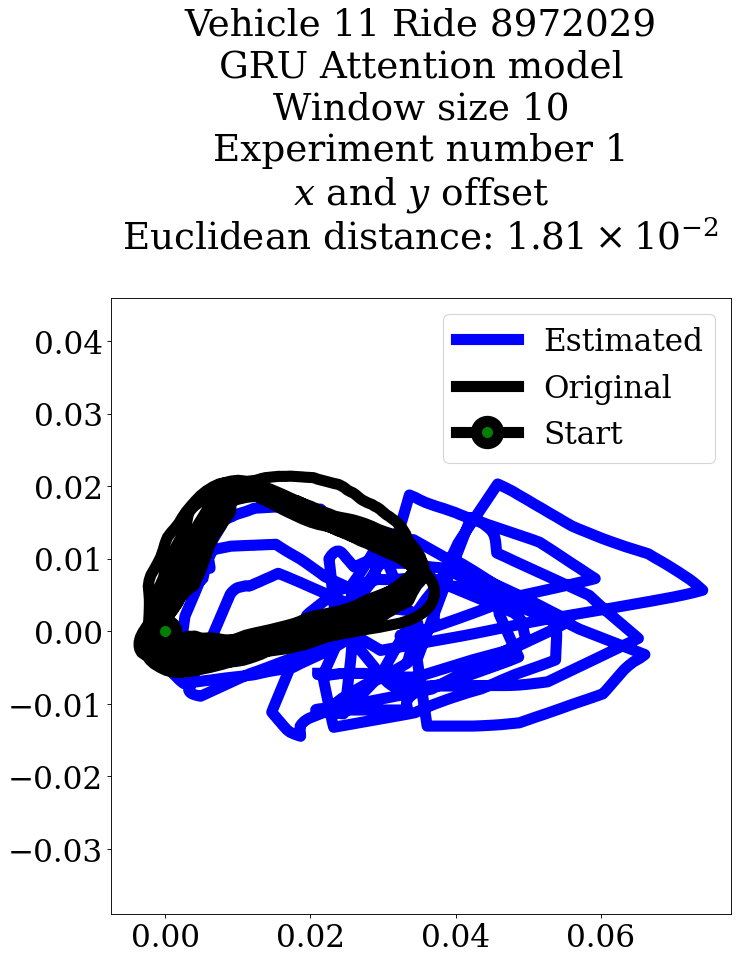 Vehicle 11 Ride 8972029
GRU Attention model
Window size 10
Experiment number 1
x and y offset
Euclidean distance: 1.81 × 10⁻²
Estimated
Original
Start
0.04
0.03
0.02
0.01
0.00
−0.01
−0.02
−0.03
0.00 0.02 0.04 0.06